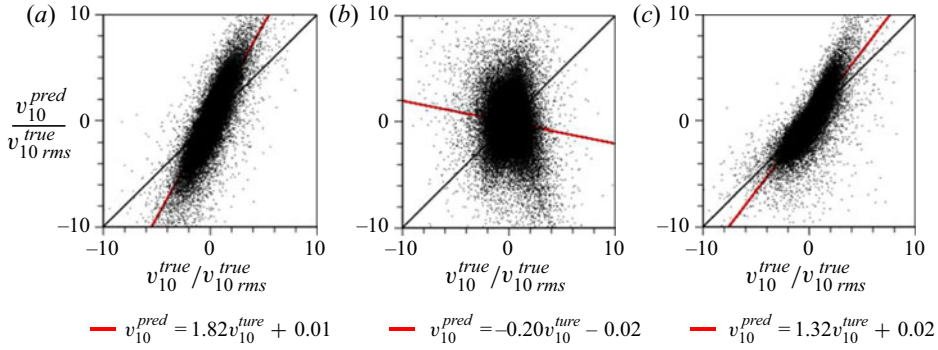 (a) (b) (c)
10 10 10
v_{10}^{pred} / v_{10 rms}^{true}
0 0 0
–10 –10 –10
–10 0 10 –10 0 10 –10 0 10
v_{10}^{true}/v_{10 rms}^{true} v_{10}^{true}/v_{10 rms}^{true} v_{10}^{true}/v_{10 rms}^{true}
v_{10}^{pred} = 1.82v_{10}^{ture} + 0.01 v_{10}^{pred} = –0.20v_{10}^{ture} – 0.02 v_{10}^{pred} = 1.32v_{10}^{ture} + 0.02